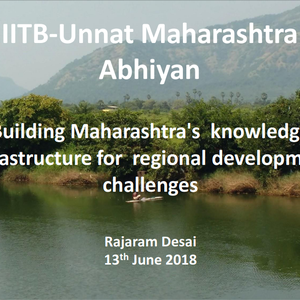 IITB-Unnat Maharashtra
Abhiyan
Building Maharashtra's knowledg
astructure for regional developm
challenges
Rajaram Desai
13th June 2018